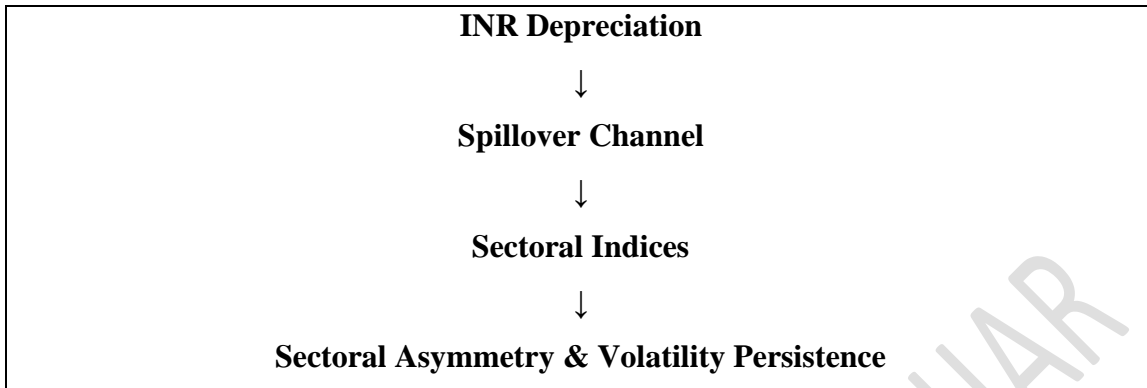 INR Depreciation
↓
Spillover Channel
↓
Sectoral Indices
↓
Sectoral Asymmetry & Volatility Persistence